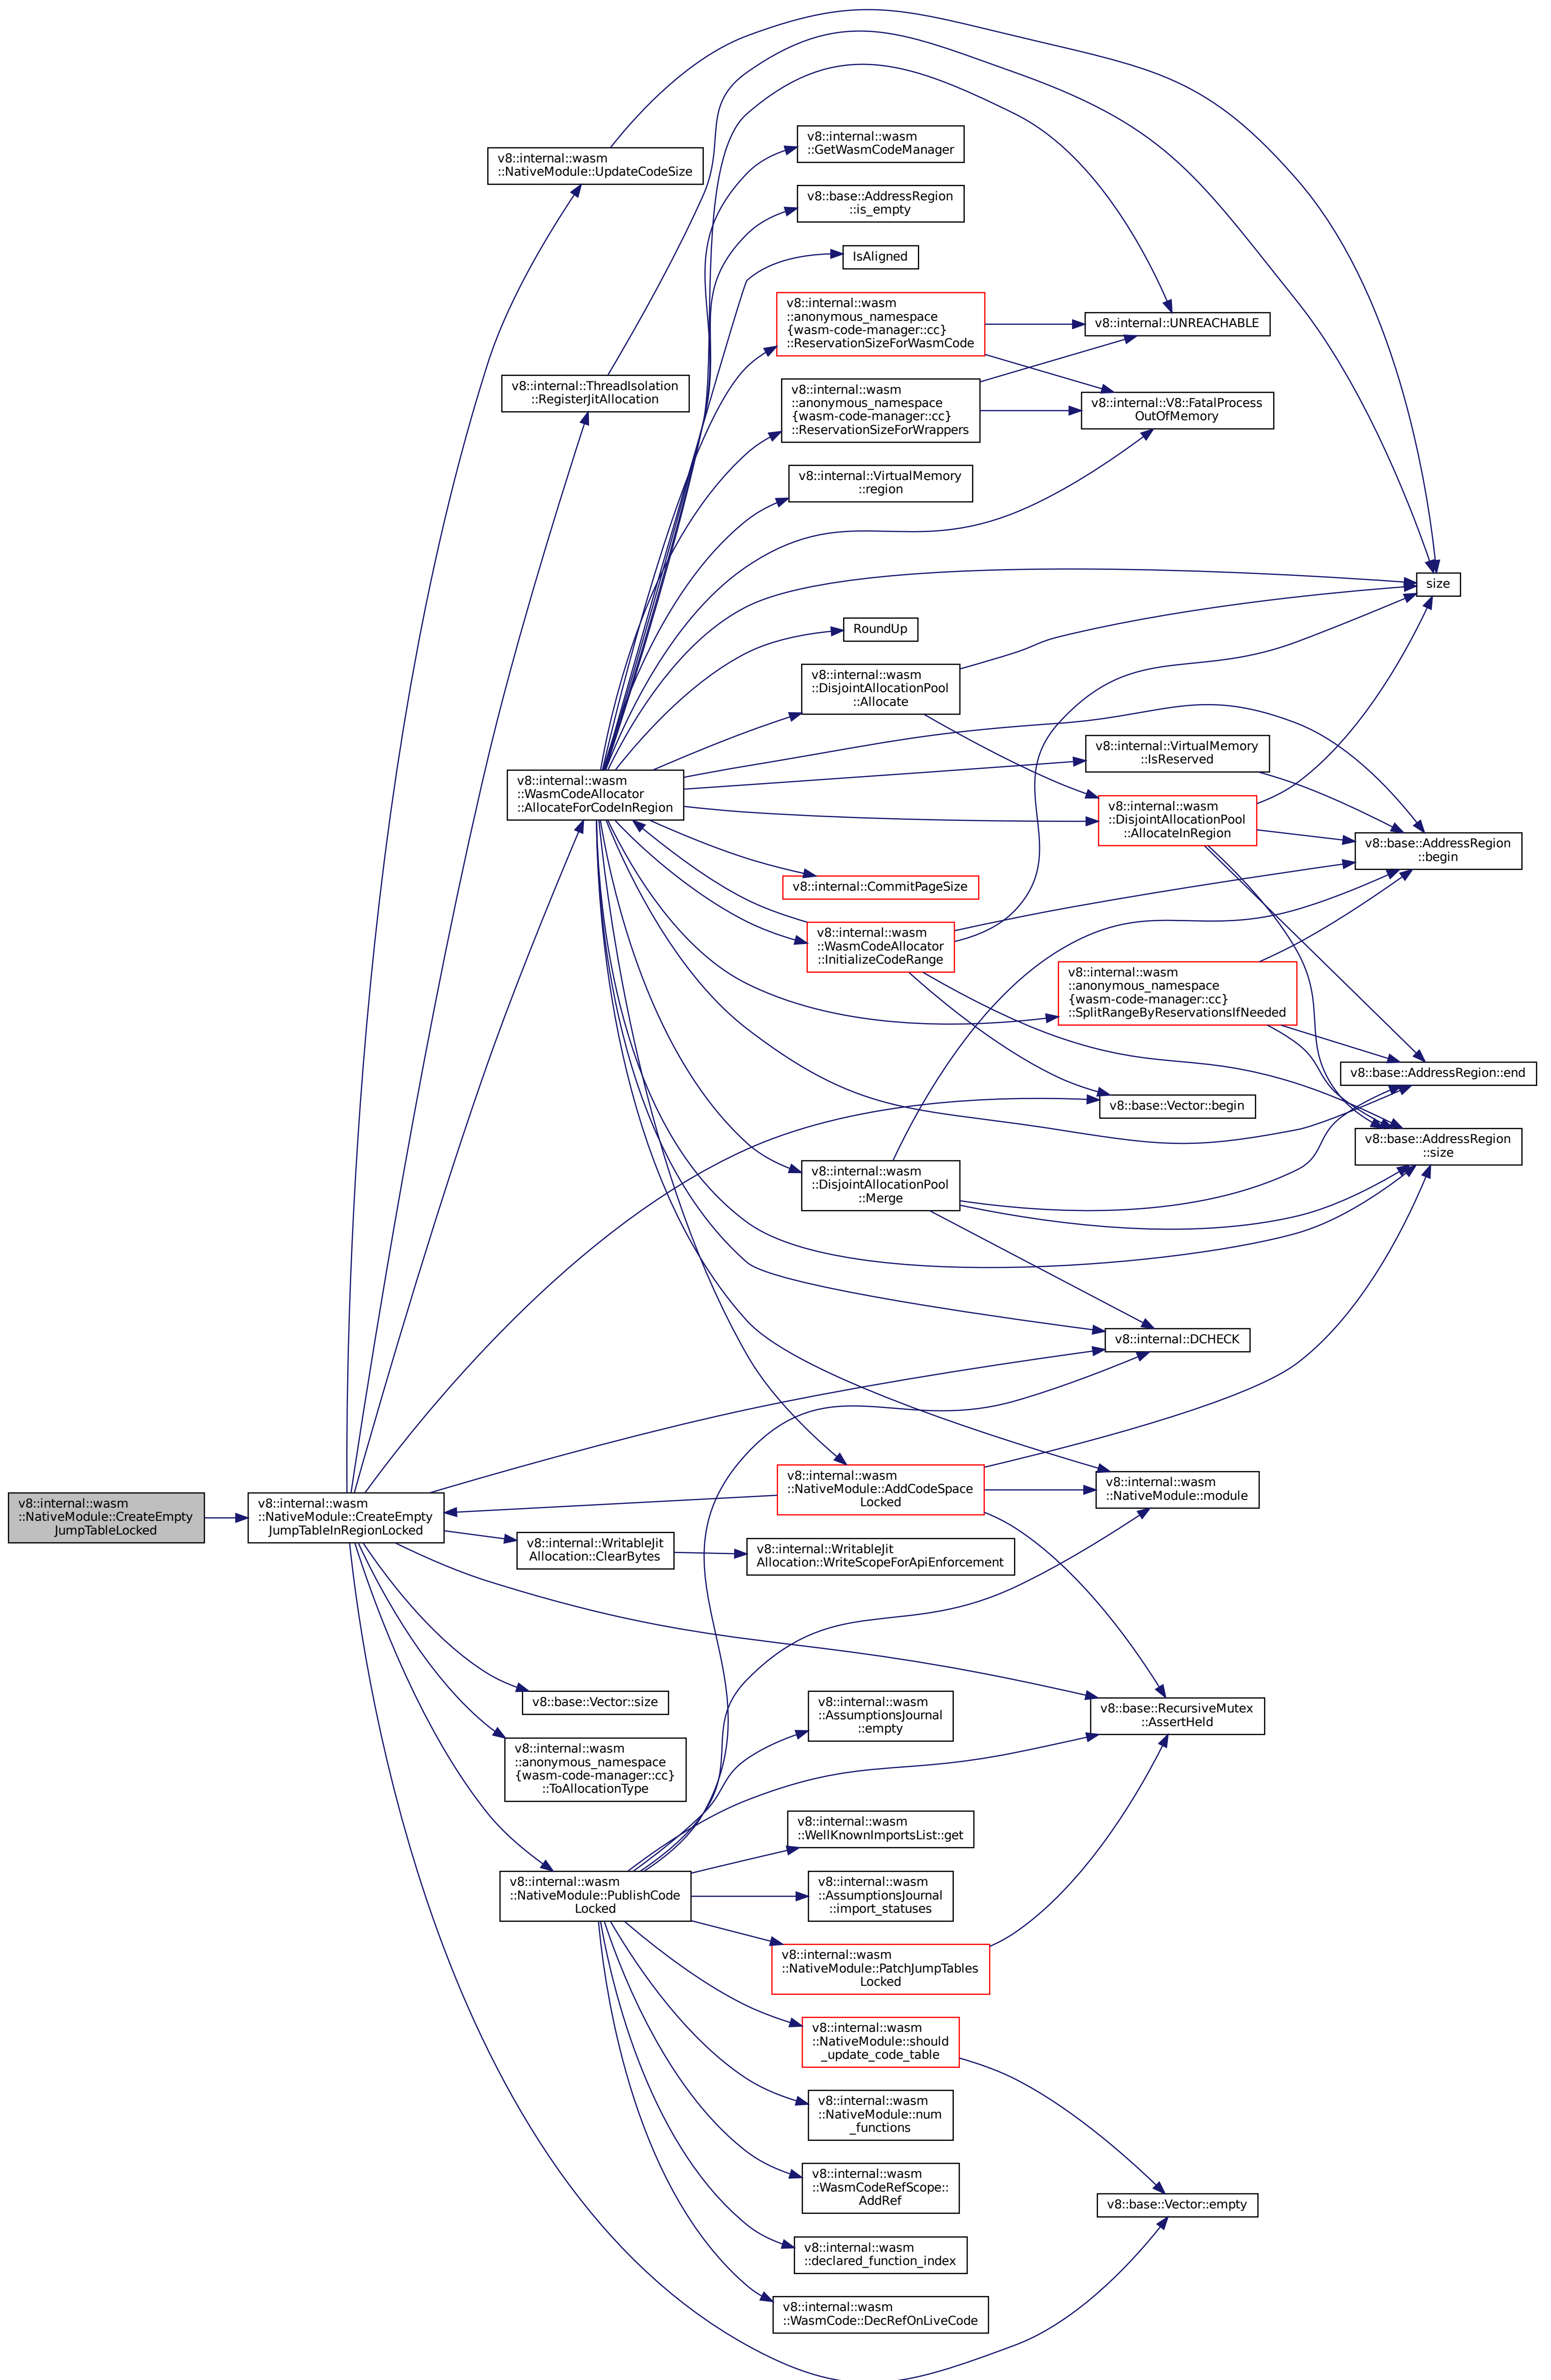 v8::internal::wasm
::NativeModule::UpdateCodeSize
v8::internal::ThreadIsolation
::RegisterJitAllocation
v8::internal::wasm
::GetWasmCodeManager
v8::base::AddressRegion
::is_empty
IsAligned
v8::internal::wasm
::anonymous_namespace
{wasm-code-manager::cc}
::ReservationSizeForWasmCode
v8::internal::UNREACHABLE
v8::internal::wasm
::anonymous_namespace
{wasm-code-manager::cc}
::ReservationSizeForWrappers
v8::internal::V8::FatalProcess
OutOfMemory
v8::internal::VirtualMemory
::region
size
RoundUp
v8::internal::wasm
::DisjointAllocationPool
::Allocate
v8::internal::VirtualMemory
::IsReserved
v8::internal::wasm
::WasmCodeAllocator
::AllocateForCodeInRegion
v8::internal::wasm
::DisjointAllocationPool
::AllocateInRegion
v8::base::AddressRegion
::begin
v8::internal::CommitPageSize
v8::internal::wasm
::WasmCodeAllocator
::InitializeCodeRange
v8::internal::wasm
::anonymous_namespace
{wasm-code-manager::cc}
::SplitRangeByReservationsIfNeeded
v8::base::AddressRegion::end
v8::base::Vector::begin
v8::base::AddressRegion
::size
v8::internal::wasm
::DisjointAllocationPool
::Merge
v8::internal::DCHECK
v8::internal::wasm
::NativeModule::AddCodeSpace
Locked
v8::internal::wasm
::NativeModule::module
v8::internal::wasm
::NativeModule::CreateEmpty
JumpTableLocked
v8::internal::wasm
::NativeModule::CreateEmpty
JumpTableInRegionLocked
v8::internal::WritableJit
Allocation::ClearBytes
v8::internal::WritableJit
Allocation::WriteScopeForApiEnforcement
v8::base::Vector::size
v8::internal::wasm
::AssumptionsJournal
::empty
v8::base::RecursiveMutex
::AssertHeld
v8::internal::wasm
::anonymous_namespace
{wasm-code-manager::cc}
::ToAllocationType
v8::internal::wasm
::WellKnownImportsList::get
v8::internal::wasm
::NativeModule::PublishCode
Locked
v8::internal::wasm
::AssumptionsJournal
::import_statuses
v8::internal::wasm
::NativeModule::PatchJumpTables
Locked
v8::internal::wasm
::NativeModule::should
_update_code_table
v8::internal::wasm
::NativeModule::num
_functions
v8::internal::wasm
::WasmCodeRefScope::
AddRef
v8::base::Vector::empty
v8::internal::wasm
::declared_function_index
v8::internal::wasm
::WasmCode::DecRefOnLiveCode